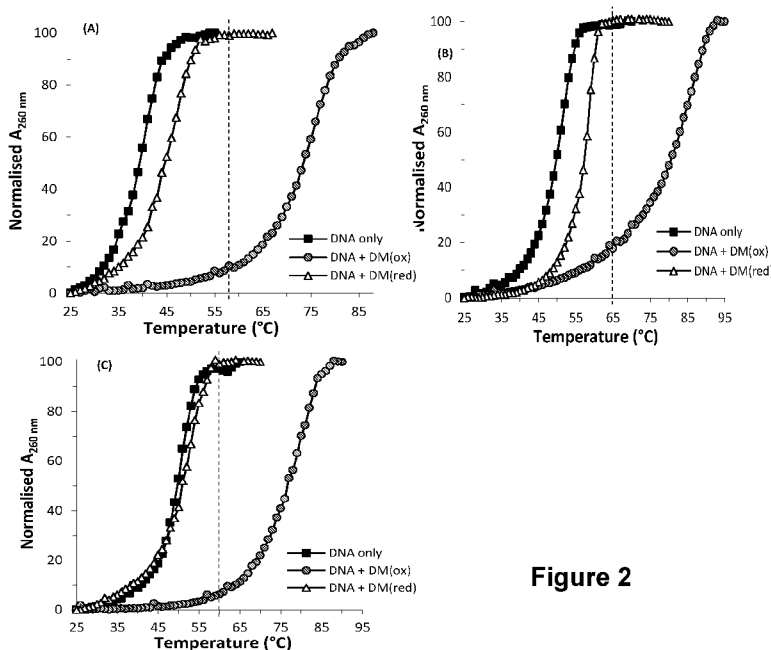 (A)
Normalised A260 nm
100
80
60
40
20
0
DNA only
DNA + DM(ox)
DNA + DM(red)
25 35 45 55 65 75 85
Temperature (°C)
(B)
Normalised A260 nm
100
80
60
40
20
0
DNA only
DNA + DM(ox)
DNA + DM(red)
25 35 45 55 65 75 85 95
Temperature (°C)
(C)
Normalised A260 nm
100
80
60
40
20
0
DNA only
DNA + DM(ox)
DNA + DM(red)
25 35 45 55 65 75 85 95
Temperature (°C)
Figure 2